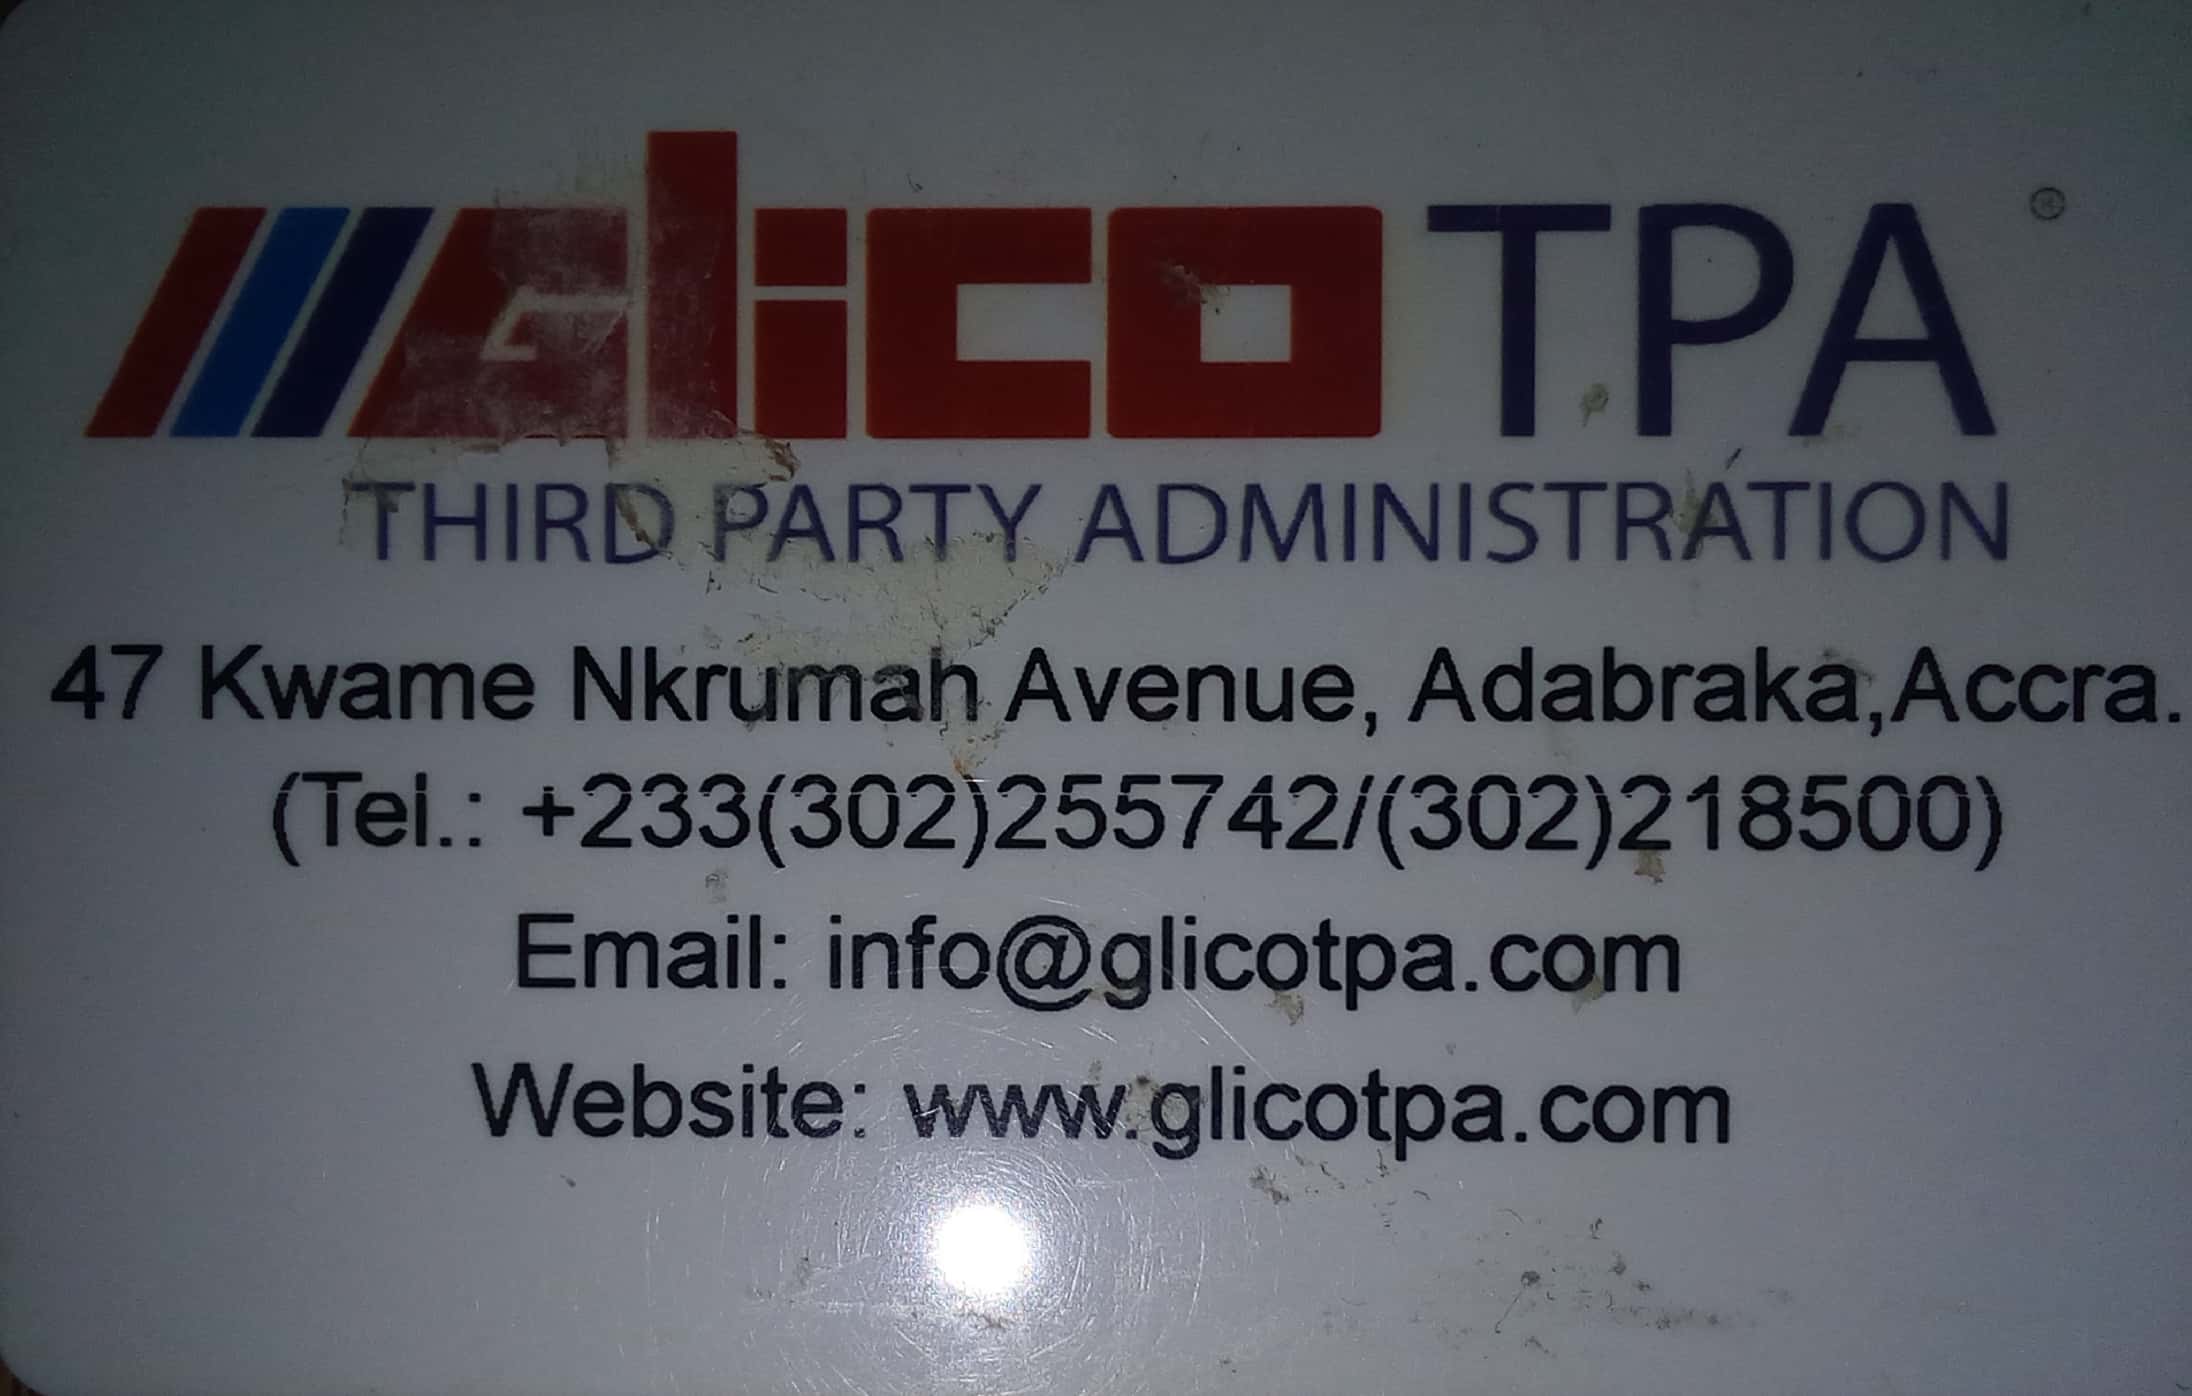 GLICO TPA ®
THIRD PARTY ADMINISTRATION
47 Kwame Nkrumah Avenue, Adabraka,Accra.
(Tel.: +233(302)255742/(302)218500)
Email: info@glicotpa.com
Website: www.glicotpa.com